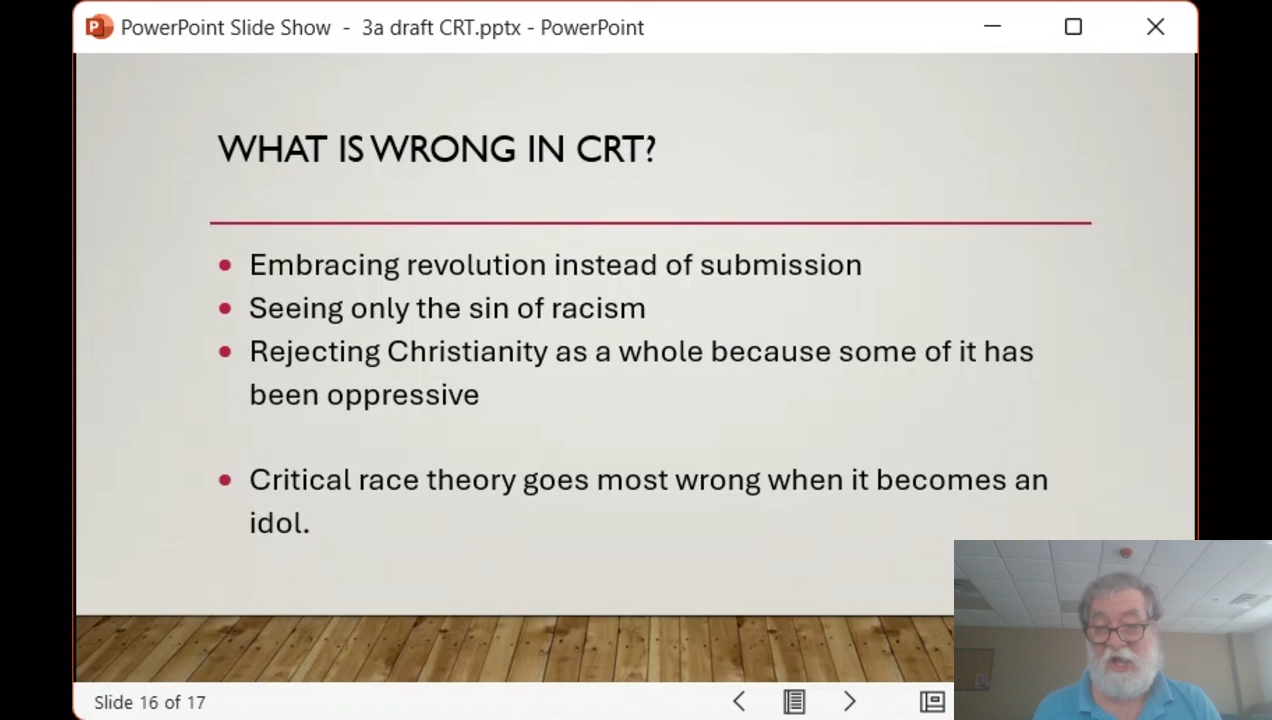 PowerPoint Slide Show - 3a draft CRT.pptx - PowerPoint
WHAT IS WRONG IN CRT?
• Embracing revolution instead of submission
• Seeing only the sin of racism
• Rejecting Christianity as a whole because some of it has
been oppressive
• Critical race theory goes most wrong when it becomes an
idol.
Slide 16 of 17